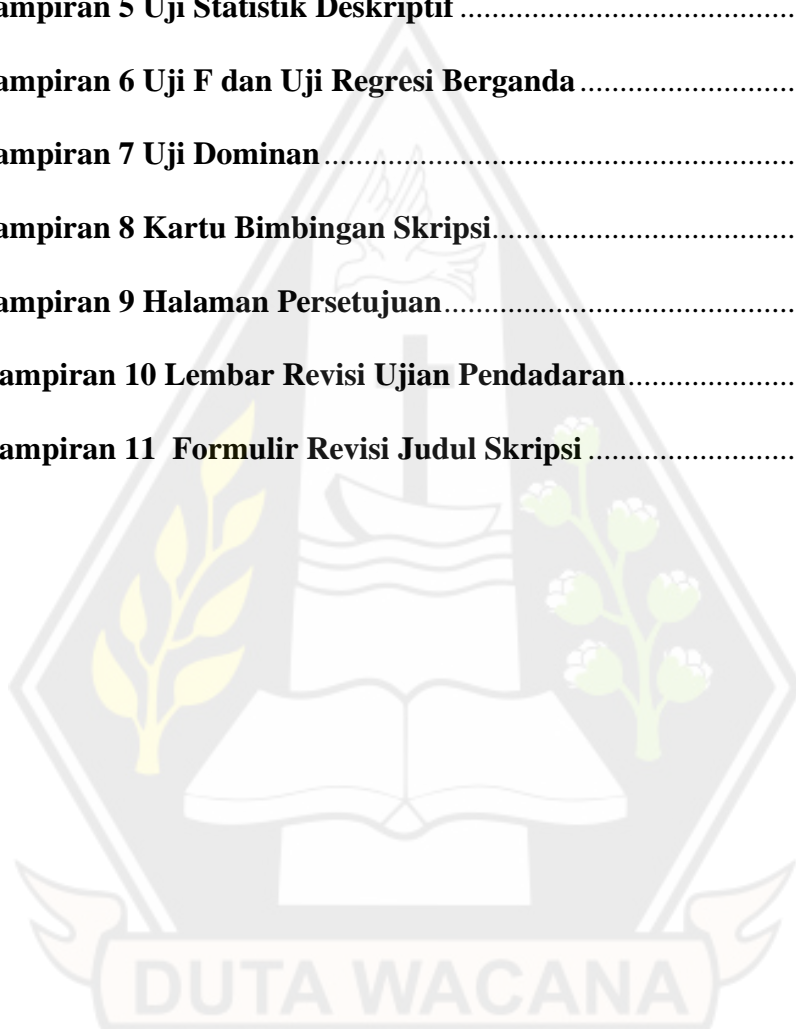 ampiran 5 Uji Statistik Deskriptif ............................................
ampiran 6 Uji F dan Uji Regresi Berganda ............................
ampiran 7 Uji Dominan ............................................................
ampiran 8 Kartu Bimbingan Skripsi.......................................
ampiran 9 Halaman Persetujuan.............................................
ampiran 10 Lembar Revisi Ujian Pendadaran......................
ampiran 11  Formulir Revisi Judul Skripsi ...........................
DUTA WACANA